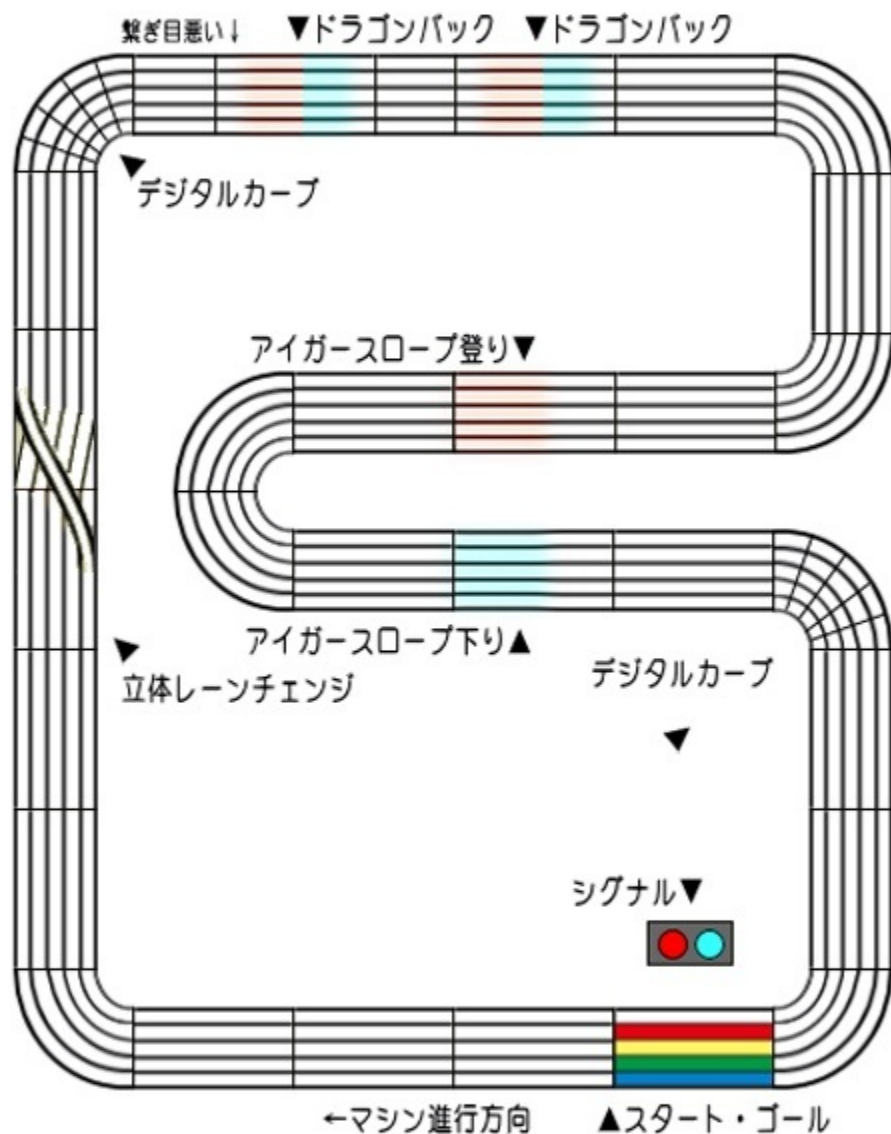 繋ぎ目悪い↓ ▼ドラゴンバック ▼ドラゴンバック
デジタルカーブ
アイガースロープ登り▼
アイガースロープ下り▲
立体レーンチェンジ
デジタルカーブ
シグナル▼
←マシン進行方向 ▲スタート・ゴール